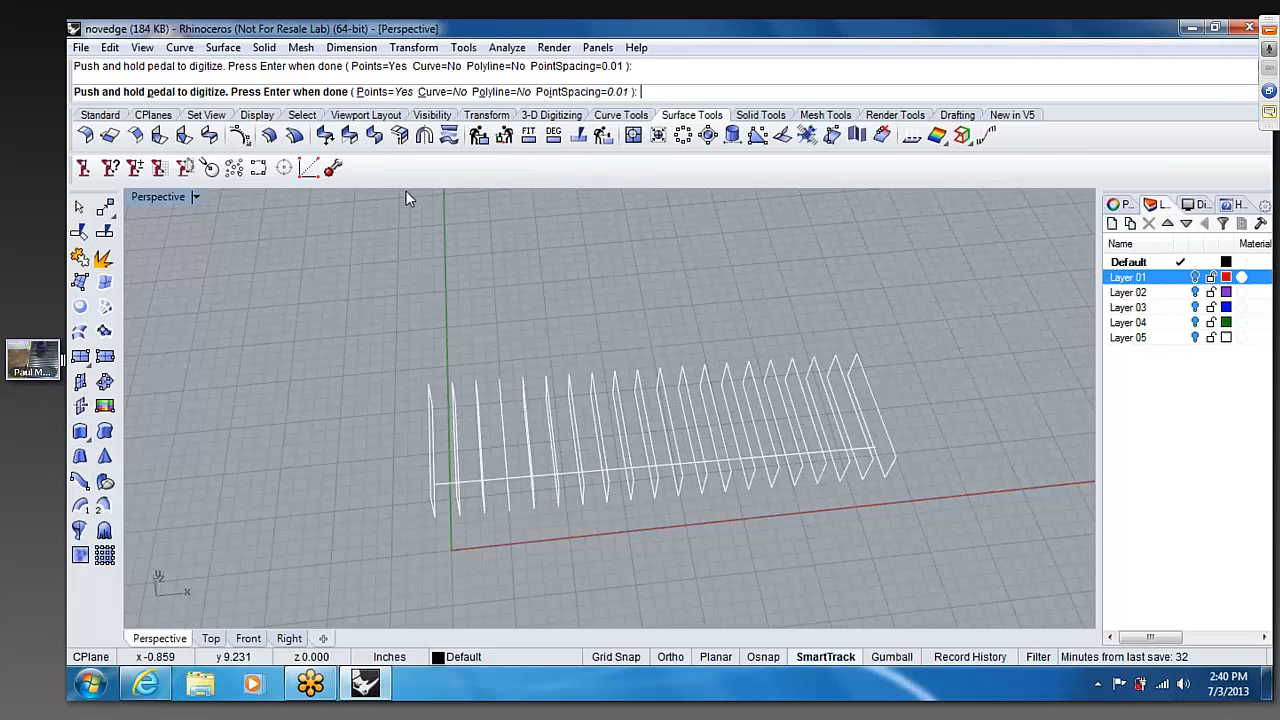 novedge (184 KB) - Rhinoceros (Not For Resale Lab) (64-bit) - [Perspective]
File Edit View Curve Surface Solid Mesh Dimension Transform Tools Analyze Render Panels Help
Push and hold pedal to digitize. Press Enter when done ( Points=Yes Curve=No Polyline=No PointSpacing=0.01 ):
Push and hold pedal to digitize. Press Enter when done ( Points=Yes Curve=No Polyline=No PointSpacing=0.01 ):
Standard CPlanes Set View Display Select Viewport Layout Visibility Transform 3-D Digitizing Curve Tools Surface Tools Solid Tools Mesh Tools Render Tools Drafting New in V5
FIT DEG
Perspective
P... L... Di... H...
Name Material
Default
Layer 01
Layer 02
Layer 03
Layer 04
Layer 05
Paul M...
1 2
y z x
Perspective Top Front Right
CPlane x -0.859 y 9.231 z 0.000 Inches Default Grid Snap Ortho Planar Osnap SmartTrack Gumball Record History Filter Minutes from last save: 32
2:40 PM
7/3/2013